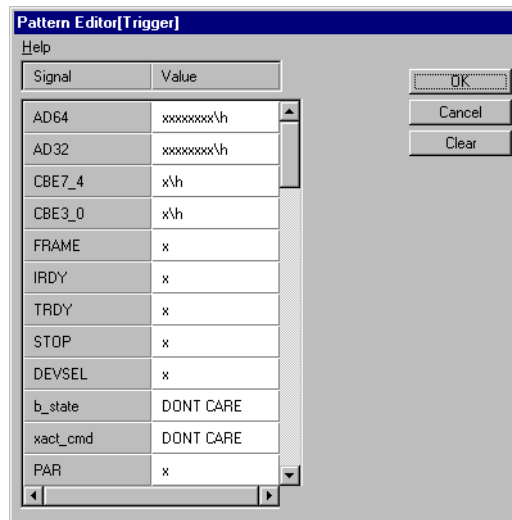 Pattern Editor[Trigger]
Help
Signal Value
OK
Cancel
Clear
AD64 xxxxxxxx\h
AD32 xxxxxxxx\h
CBE7_4 x\h
CBE3_0 x\h
FRAME x
IRDY x
TRDY x
STOP x
DEVSEL x
b_state DONT CARE
xact_cmd DONT CARE
PAR x